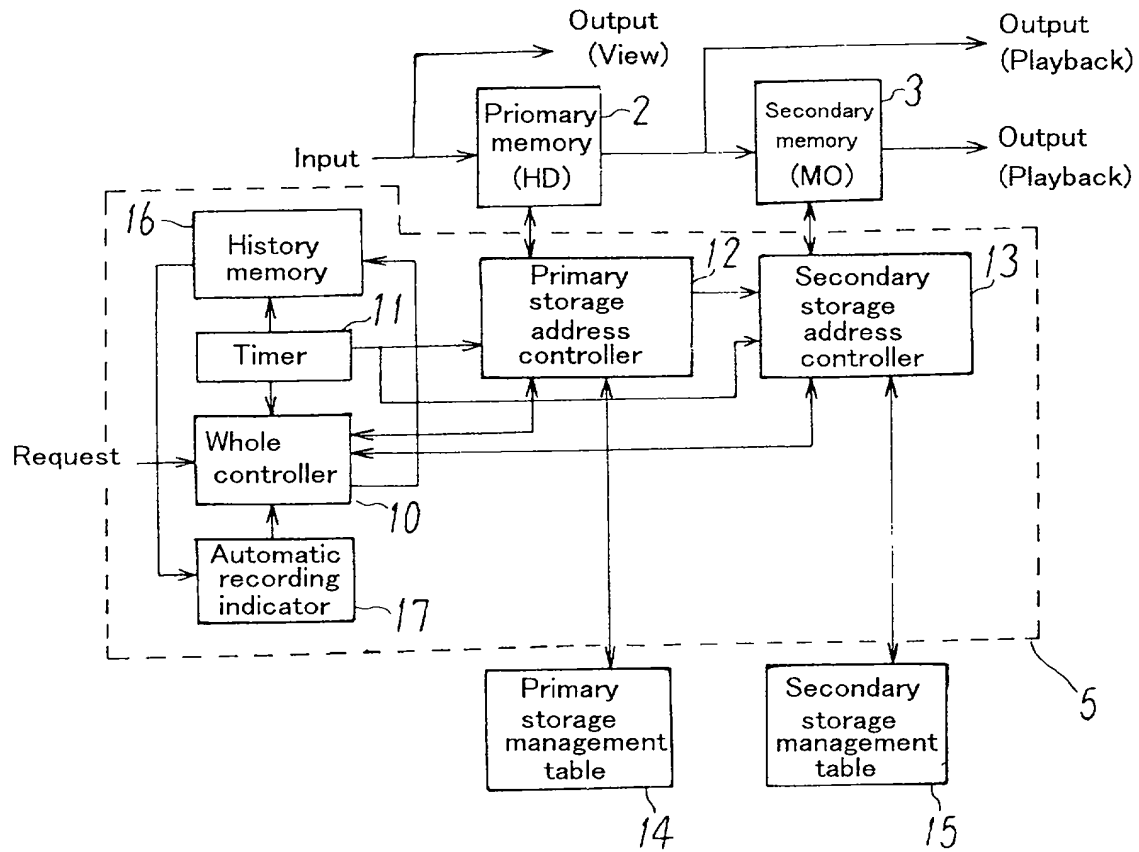 Output
(View)
Output
(Playback)
2
3
Priomary
memory
(HD)
Secondary
memory
(MO)
Input
Output
(Playback)
16
History
memory
12
13
Primary
storage
address
controller
Secondary
storage
address
controller
11
Timer
Request
Whole
controller
10
Automatic
recording
indicator
17
5
Primary
storage
management
table
14
Secondary
storage
management
table
15